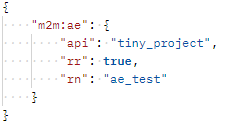 {
    "m2m:ae": {
        "api": "tiny_project",
        "rr": true,
        "rn": "ae_test"
    }
}